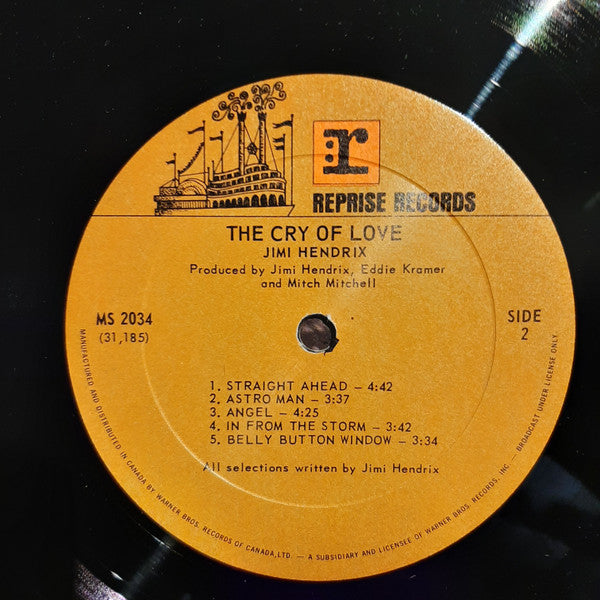 r
REPRISE RECORDS
THE CRY OF LOVE
JIMI HENDRIX
Produced by Jimi Hendrix, Eddie Kramer
and Mitch Mitchell
MS 2034
(31,185)
SIDE
2
1. STRAIGHT AHEAD – 4:42
2. ASTRO MAN – 3:37
3. ANGEL – 4:25
4. IN FROM THE STORM – 3:42
5. BELLY BUTTON WINDOW – 3:34
All selections written by Jimi Hendrix
MANUFACTURED AND DISTRIBUTED IN CANADA BY WARNER BROS. RECORDS OF CANADA, LTD. – A SUBSIDIARY AND LICENSEE OF WARNER BROS. RECORDS, INC – BROADCAST UNDER LICENSE ONLY.